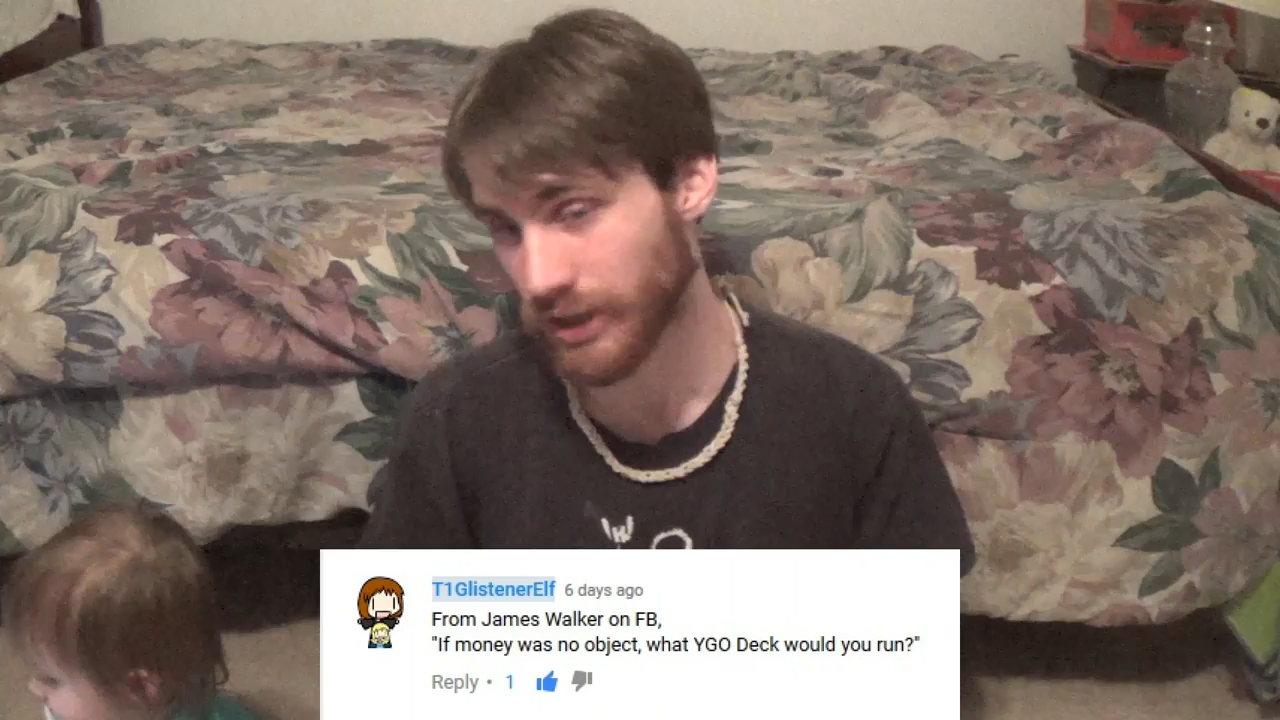 T1GlistenerElf 6 days ago
From James Walker on FB,
"If money was no object, what YGO Deck would you run?"
Reply • 1